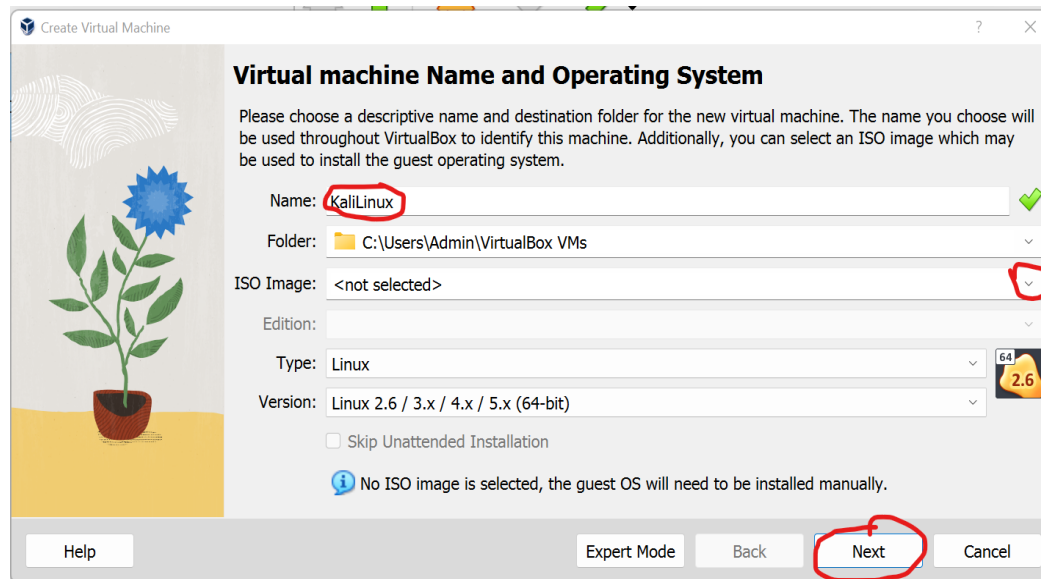 Create Virtual Machine
?
Virtual machine Name and Operating System
Please choose a descriptive name and destination folder for the new virtual machine. The name you choose will
be used throughout VirtualBox to identify this machine. Additionally, you can select an ISO image which may
be used to install the guest operating system.
Name: KaliLinux
Folder: C:\Users\Admin\VirtualBox VMs
ISO Image: <not selected>
Edition:
Type: Linux
64
2.6
Version: Linux 2.6 / 3.x / 4.x / 5.x (64-bit)
Skip Unattended Installation
No ISO image is selected, the guest OS will need to be installed manually.
Help Expert Mode Back Next Cancel